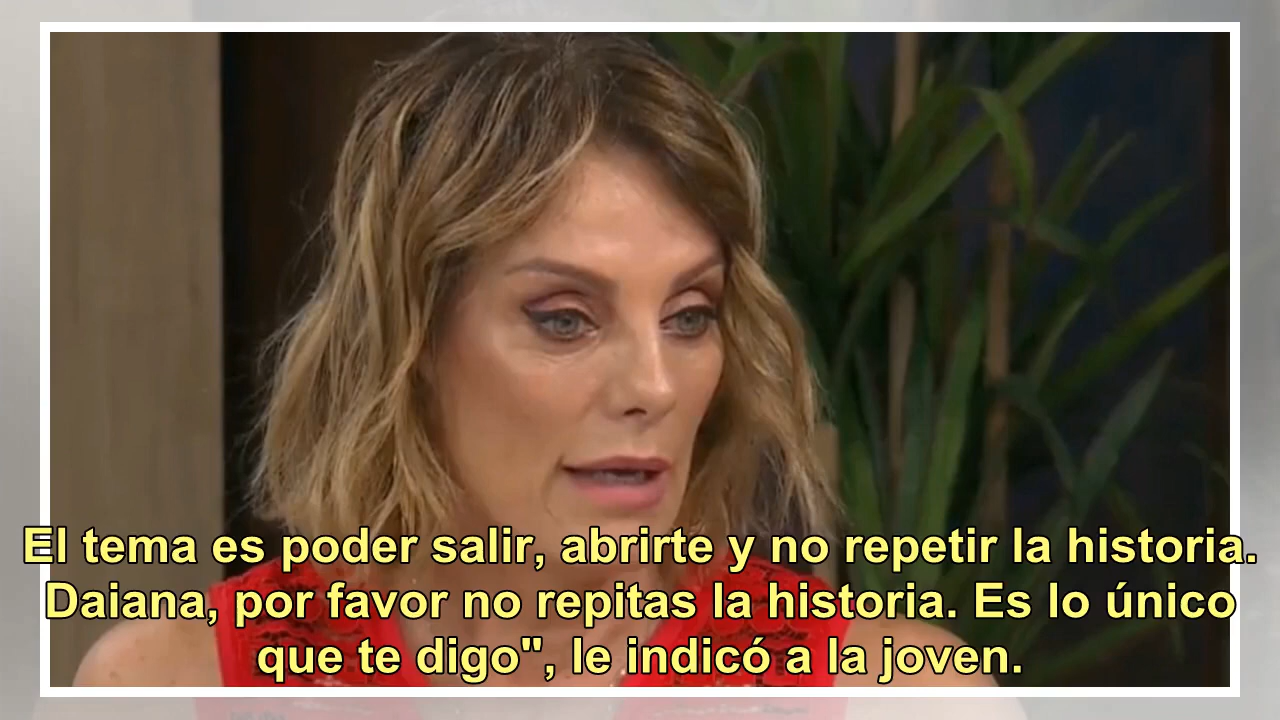 El tema es poder salir, abrirte y no repetir la historia.
Daiana, por favor no repitas la historia. Es lo único
que te digo", le indicó a la joven.